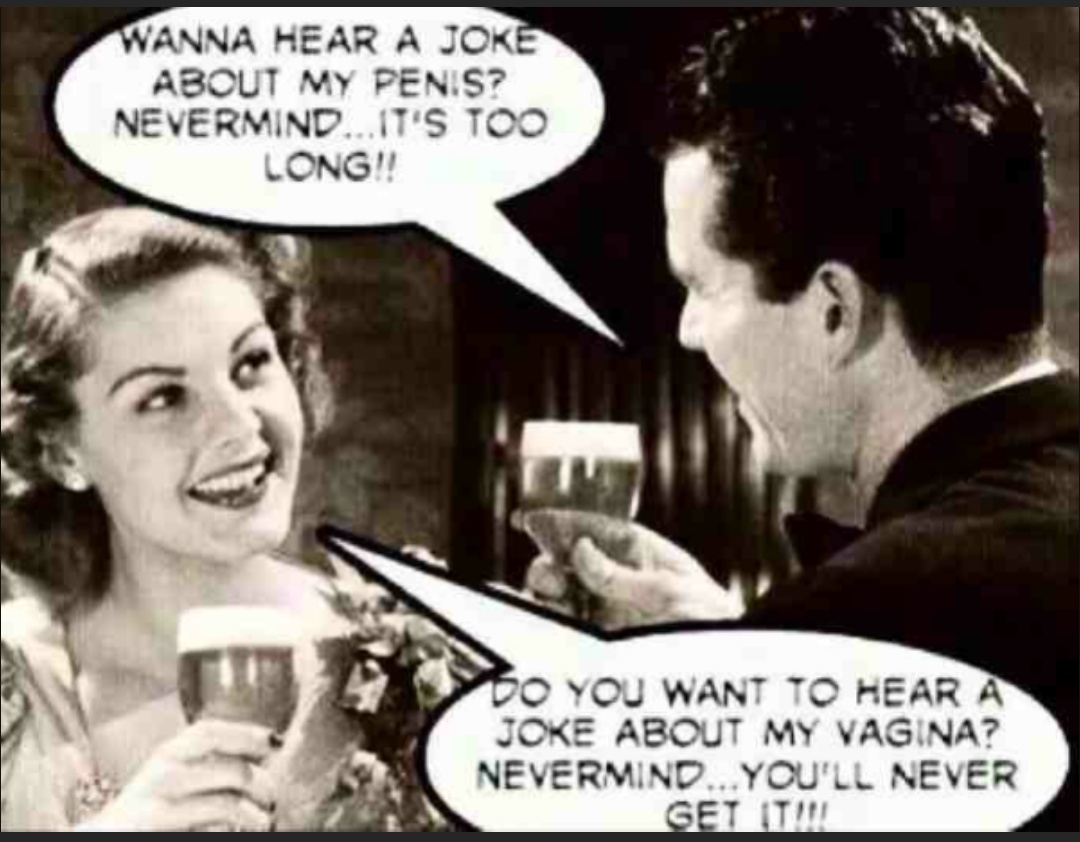 WANNA HEAR A JOKE
ABOUT MY PENIS?
NEVERMIND...IT'S TOO
LONG!!
DO YOU WANT TO HEAR A
JOKE ABOUT MY VAGINA?
NEVERMIND...YOU'LL NEVER
GET IT!!!